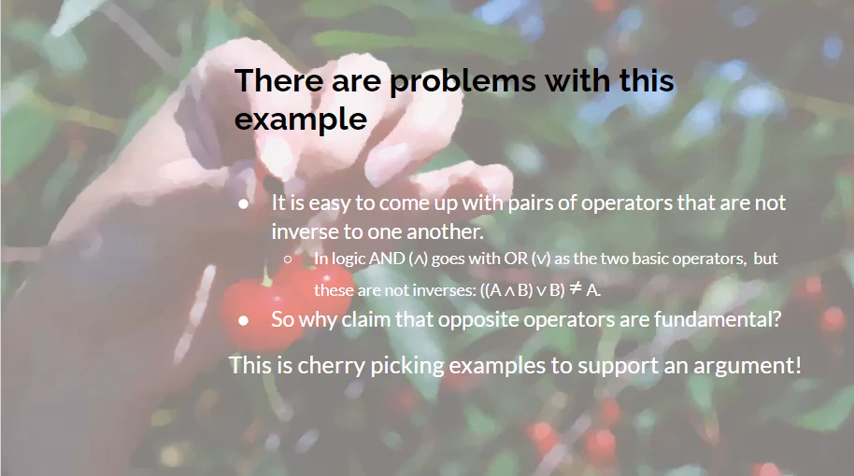 There are problems with this
example
● It is easy to come up with pairs of operators that are not
inverse to one another.
○ In logic AND (∧) goes with OR (∨) as the two basic operators, but
these are not inverses: ((A ∧ B) ∨ B) ≠ A.
● So why claim that opposite operators are fundamental?
This is cherry picking examples to support an argument!